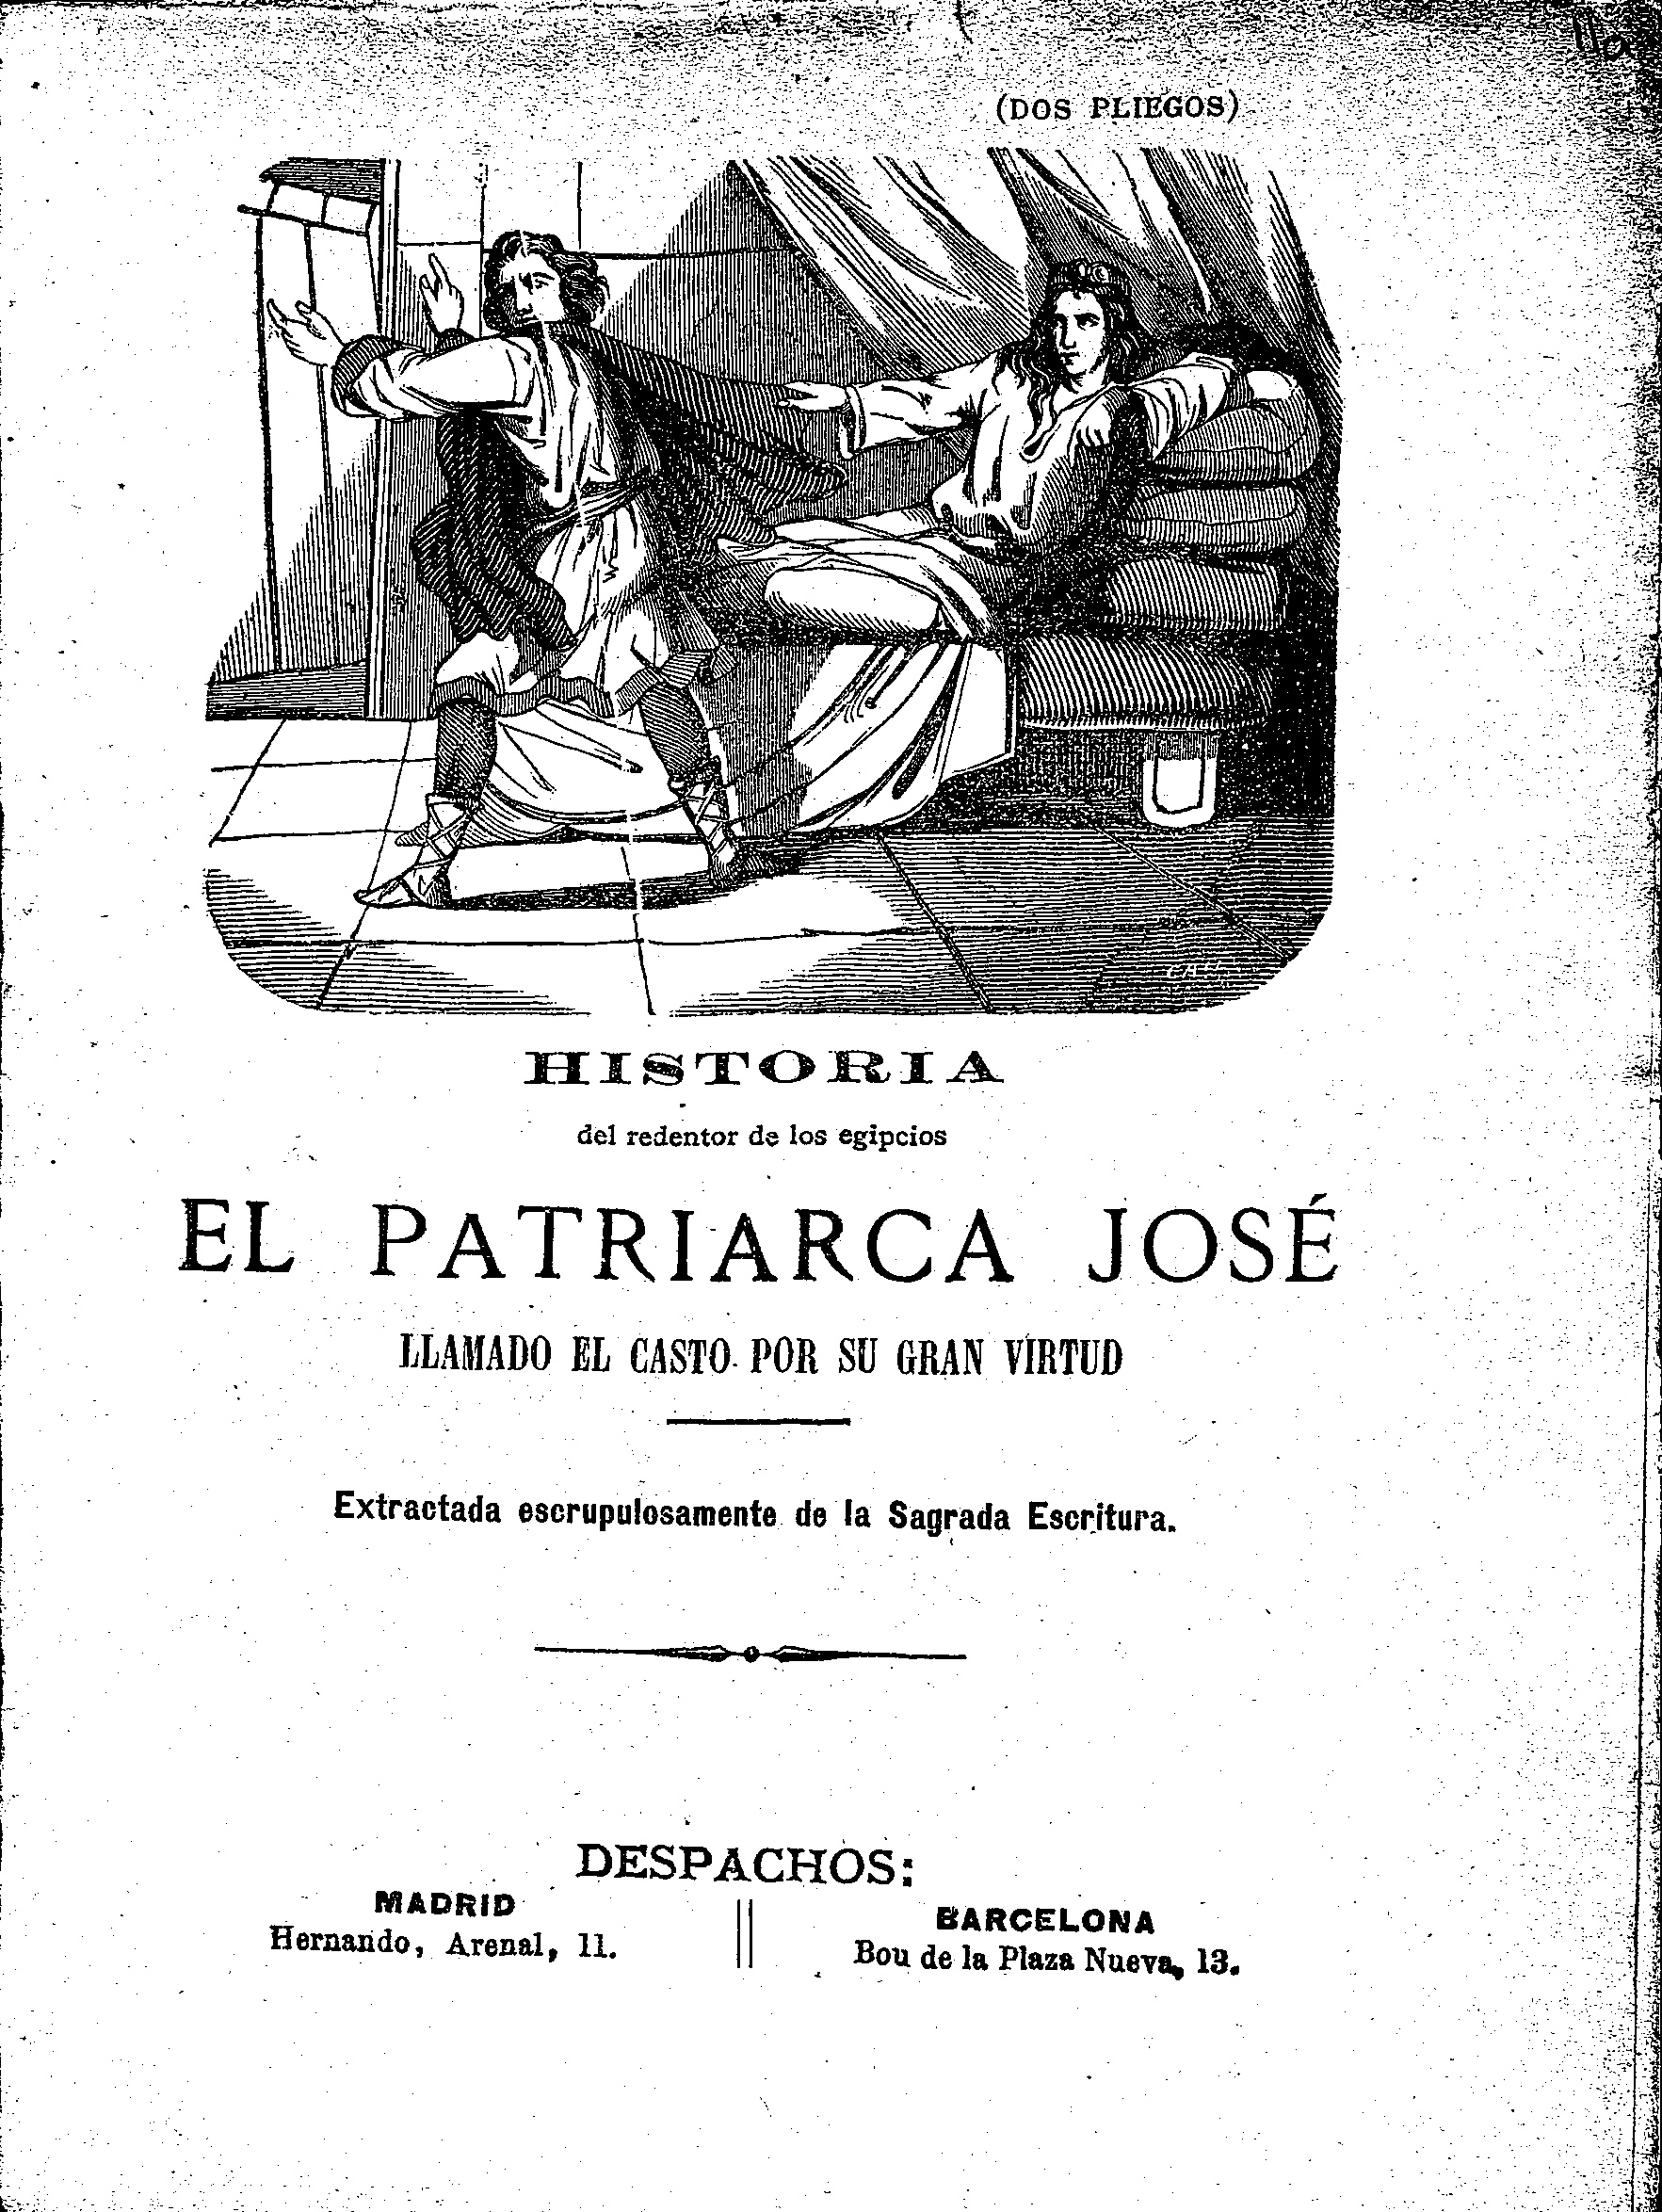 (DOS PLIEGOS)
HISTORIA
del redentor de los egipcios
EL PATRIARCA JOSÉ
LLAMADO EL CASTO POR SU GRAN VIRTUD
Extractada escrupulosamente de la Sagrada Escritura.
DESPACHOS:
MADRID
Hernando, Arenal, 11.
BARCELONA
Bou de la Plaza Nueva, 13.